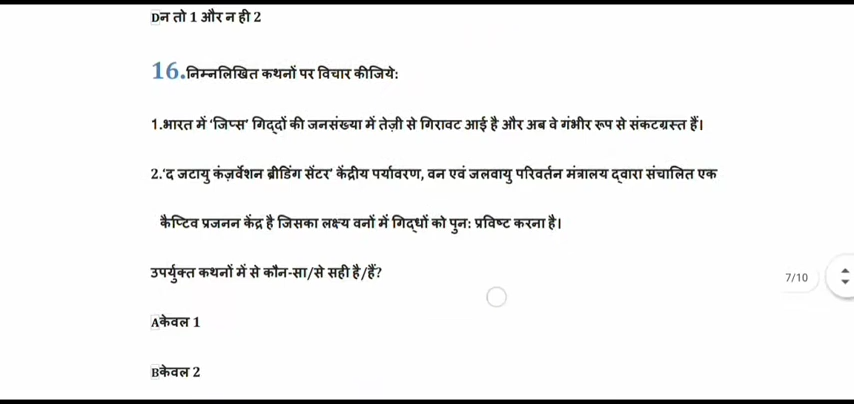 Dन तो 1 और न ही 2
16.निम्नलिखित कथनों पर विचार कीजिये:
1.भारत में 'जिप्स' गिद्दों की जनसंख्या में तेज़ी से गिरावट आई है और अब वे गंभीर रूप से संकटग्रस्त हैं।
2.'द जटायु कंज़र्वेशन ब्रीडिंग सेंटर' केंद्रीय पर्यावरण, वन एवं जलवायु परिवर्तन मंत्रालय द्वारा संचालित एक
कैप्टिव प्रजनन केंद्र है जिसका लक्ष्य वनों में गिद्धों को पुन: प्रविष्ट करना है।
उपर्युक्त कथनों में से कौन-सा/से सही है/हैं?
7/10
Aकेवल 1
Bकेवल 2